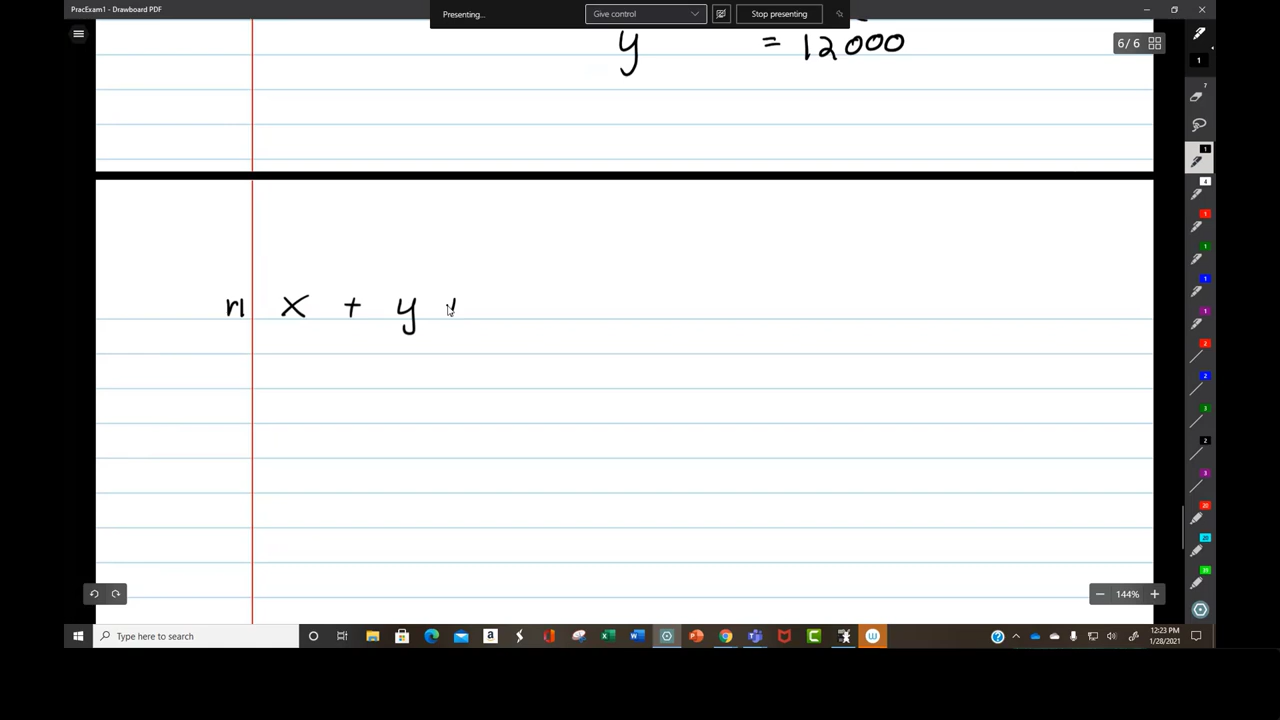 PracExam1 - Drawboard PDF
Presenting...
Give control
Stop presenting
y = 12000
6/6
x + y
144%
Type here to search
12:23 PM
1/28/2021